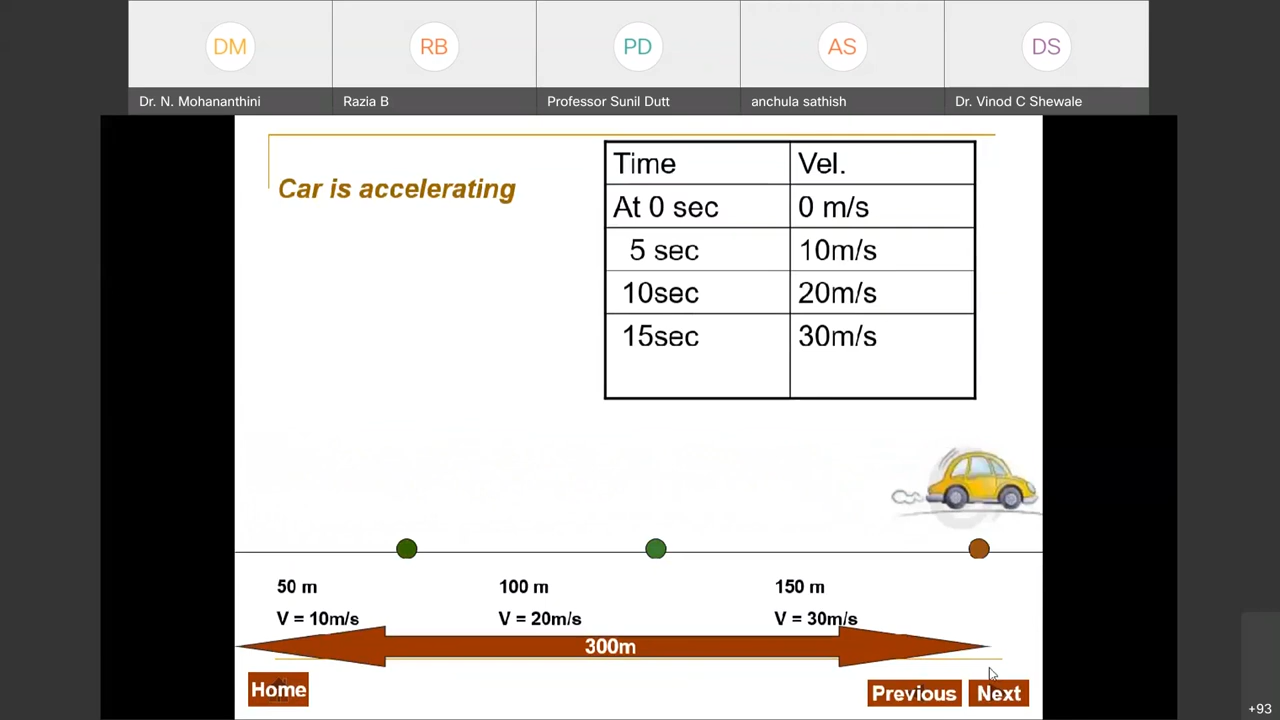 DM RB PD AS DS
Dr. N. Mohananthini Razia B Professor Sunil Dutt anchula sathish Dr. Vinod C Shewale
Car is accelerating
Time Vel.
At 0 sec 0 m/s
5 sec 10m/s
10sec 20m/s
15sec 30m/s
50 m 100 m 150 m
V = 10m/s V = 20m/s V = 30m/s
300m
Home Previous Next
+93